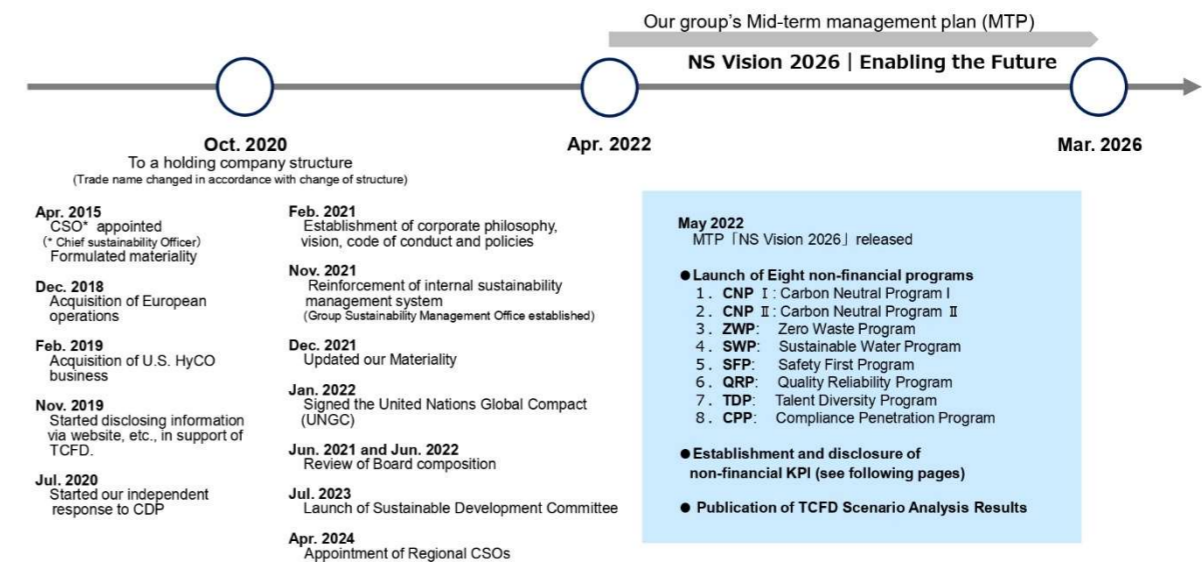 Our group's Mid-term management plan (MTP)
NS Vision 2026 | Enabling the Future
Oct. 2020
To a holding company structure
(Trade name changed in accordance with change of structure)
Apr. 2022
Mar. 2026
Apr. 2015
CSO* appointed
(* Chief sustainability Officer)
Formulated materiality
Dec. 2018
Acquisition of European
operations
Feb. 2019
Acquisition of U.S. HyCO
business
Nov. 2019
Started disclosing information
via website, etc., in support of
TCFD.
Jul. 2020
Started our independent
response to CDP
Feb. 2021
Establishment of corporate philosophy,
vision, code of conduct and policies
Nov. 2021
Reinforcement of internal sustainability
management system
(Group Sustainability Management Office established)
Dec. 2021
Updated our Materiality
Jan. 2022
Signed the United Nations Global Compact
(UNGC)
Jun. 2021 and Jun. 2022
Review of Board composition
Jul. 2023
Launch of Sustainable Development Committee
Apr. 2024
Appointment of Regional CSOs
May 2022
MTP「NS Vision 2026」released
●Launch of Eight non-financial programs
1. CNP Ⅰ: Carbon Neutral Program I
2. CNP Ⅱ: Carbon Neutral Program Ⅱ
3. ZWP: Zero Waste Program
4. SWP: Sustainable Water Program
5. SFP: Safety First Program
6. QRP: Quality Reliability Program
7. TDP: Talent Diversity Program
8. CPP: Compliance Penetration Program
●Establishment and disclosure of
non-financial KPI (see following pages)
● Publication of TCFD Scenario Analysis Results